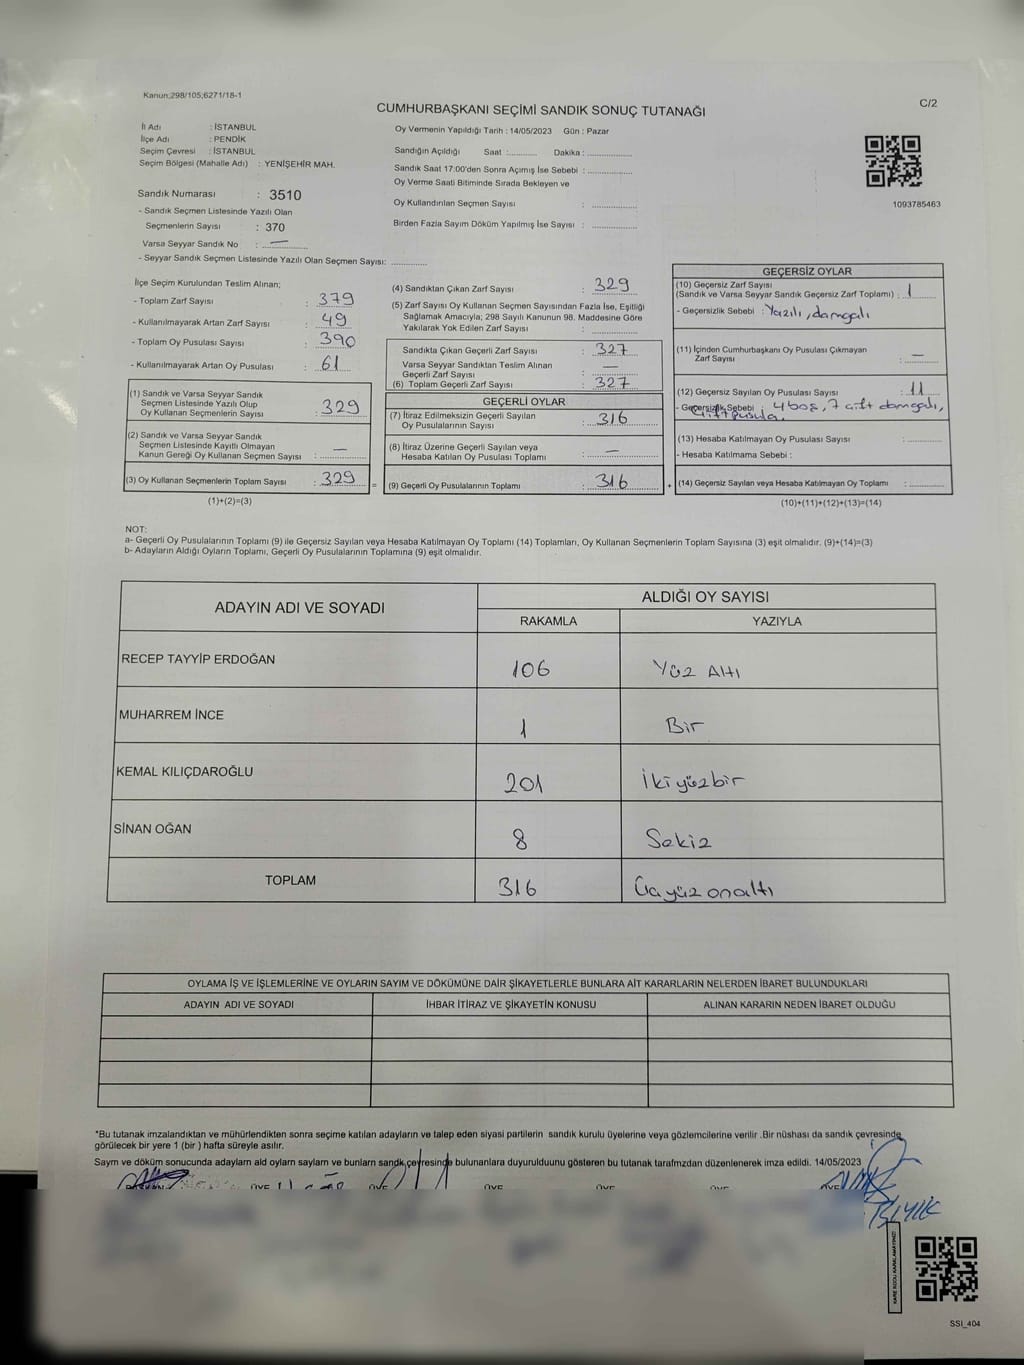 Kanun;298/105;6271/18-1
CUMHURBAŞKANI SEÇİMİ SANDIK SONUÇ TUTANAĞI
C/2
İl Adı : İSTANBUL
İlçe Adı : PENDİK
Seçim Çevresi : İSTANBUL
Seçim Bölgesi (Mahalle Adı) : YENİŞEHİR MAH.
Sandık Numarası : 3510
- Sandık Seçmen Listesinde Yazılı Olan
Seçmenlerin Sayısı : 370
Varsa Seyyar Sandık No : —
- Seyyar Sandık Seçmen Listesinde Yazılı Olan Seçmen Sayısı: ............
Oy Vermenin Yapıldığı Tarih : 14/05/2023 Gün : Pazar
Sandığın Açıldığı Saat :.......... Dakika : ..............
Sandık Saat 17:00'den Sonra Açımış İse Sebebi : ..............
Oy Verme Saati Bitiminde Sırada Bekleyen ve
Oy Kullandırılan Seçmen Sayısı : ..............
Birden Fazla Sayım Döküm Yapılmış İse Sayısı : ..............
1093785463
İlçe Seçim Kurulundan Teslim Alınan;
- Toplam Zarf Sayısı : 379
- Kullanılmayarak Artan Zarf Sayısı : 49
- Toplam Oy Pusulası Sayısı : 390
- Kullanılmayarak Artan Oy Pusulası : 61
(1) Sandık ve Varsa Seyyar Sandık
Seçmen Listesinde Yazılı Olup
Oy Kullanan Seçmenlerin Sayısı : 329
(2) Sandık ve Varsa Seyyar Sandık
Seçmen Listesinde Kayıtlı Olmayan
Kanun Gereği Oy Kullanan Seçmen Sayısı : —
(3) Oy Kullanan Seçmenlerin Toplam Sayısı : 329 =
(1)+(2)=(3)
(4) Sandıktan Çıkan Zarf Sayısı : 329
(5) Zarf Sayısı Oy Kullanan Seçmen Sayısından Fazla İse, Eşitliği
Sağlamak Amacıyla; 298 Sayılı Kanunun 98. Maddesine Göre
Yakılarak Yok Edilen Zarf Sayısı : ..............
Sandıkta Çıkan Geçerli Zarf Sayısı : 327
Varsa Seyyar Sandıktan Teslim Alınan
Geçerli Zarf Sayısı : —
(6) Toplam Geçerli Zarf Sayısı : 327
GEÇERLİ OYLAR
(7) İtiraz Edilmeksizin Geçerli Sayılan
Oy Pusulalarının Sayısı : 316
(8) İtiraz Üzerine Geçerli Sayılan veya
Hesaba Katılan Oy Pusulası Toplamı : —
(9) Geçerli Oy Pusulalarının Toplamı : 316 +
GEÇERSİZ OYLAR
(10) Geçersiz Zarf Sayısı
(Sandık ve Varsa Seyyar Sandık Geçersiz Zarf Toplamı) : 1
- Geçersizlik Sebebi : Yazılı, damgalı
(11) İçinden Cumhurbaşkanı Oy Pusulası Çıkmayan
Zarf Sayısı : —
(12) Geçersiz Sayılan Oy Pusulası Sayısı : 11
- Geçersizlik Sebebi : 4 boş, 7 çift damgalı,
çift pusula.
(13) Hesaba Katılmayan Oy Pusulası Sayısı : ..........
- Hesaba Katılmama Sebebi :
(14) Geçersiz Sayılan veya Hesaba Katılmayan Oy Toplamı : ..........
(10)+(11)+(12)+(13)=(14)
NOT:
a- Geçerli Oy Pusulalarının Toplamı (9) ile Geçersiz Sayılan veya Hesaba Katılmayan Oy Toplamı (14) Toplamları, Oy Kullanan Seçmenlerin Toplam Sayısına (3) eşit olmalıdır. (9)+(14)=(3)
b- Adayların Aldığı Oyların Toplamı, Geçerli Oy Pusulalarının Toplamına (9) eşit olmalıdır.
ADAYIN ADI VE SOYADI
ALDIĞI OY SAYISI
RAKAMLA YAZIYLA
RECEP TAYYİP ERDOĞAN 106 Yüz Altı
MUHARREM İNCE 1 Bir
KEMAL KILIÇDAROĞLU 201 İkiyüzbir
SİNAN OĞAN 8 Sekiz
TOPLAM 316 Üçyüzonaltı
OYLAMA İŞ VE İŞLEMLERİNE VE OYLARIN SAYIM VE DÖKÜMÜNE DAİR ŞİKAYETLERLE BUNLARA AİT KARARLARIN NELERDEN İBARET BULUNDUKLARI
ADAYIN ADI VE SOYADI İHBAR İTİRAZ VE ŞİKAYETİN KONUSU ALINAN KARARIN NEDEN İBARET OLDUĞU
*Bu tutanak imzalandıktan ve mühürlendikten sonra seçime katılan adayların ve talep eden siyasi partilerin sandık kurulu üyelerine veya gözlemcilerine verilir .Bir nüshası da sandık çevresinde
görülecek bir yere 1 (bir ) hafta süreyle asılır.
Saym ve döküm sonucunda adaylarn ald oylarn saylarn ve bunlarn sandk çevresinde bulunanlara duyurulduunu gösteren bu tutanak tarafmzdan düzenlenerek imza edildi. 14/05/2023
ÜYE ÜYE ÜYE ÜYE ÜYE ÜYE
KARE KODU KARALAMAYINIZ!
SSI_404